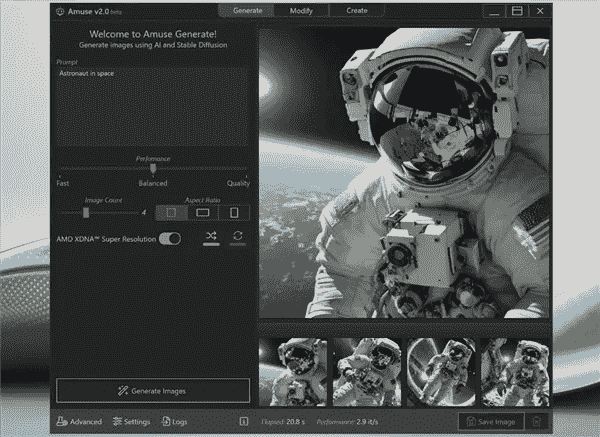 Amuse v2.0 beta
Generate Modify Create
Welcome to Amuse Generate!
Generate images using AI and Stable Diffusion
Prompt
Astronaut in space
Performance
Fast Balanced Quality
Image Count Aspect Ratio
4
AMD XDNA™ Super Resolution
Generate Images
Advanced Settings Logs
Elapsed: 20.8 s Performance: 2.9 it/s Save Image